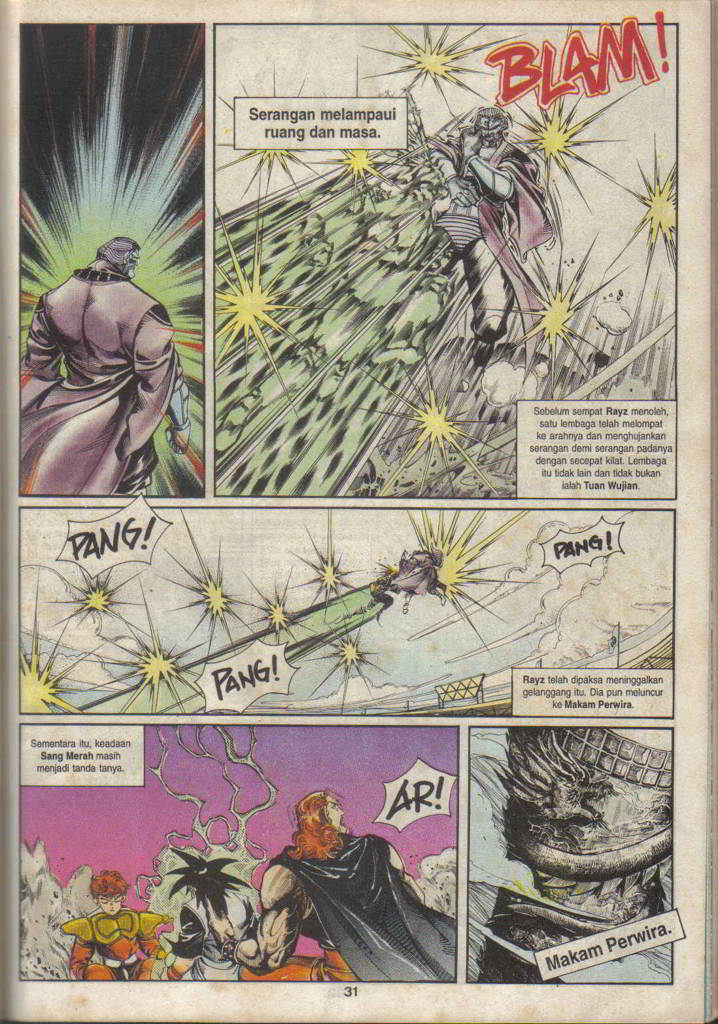 BLAM!
Serangan melampaui
ruang dan masa.
Sebelum sempat Rayz menoleh,
satu lembaga telah melompat
ke arahnya dan menghujankan
serangan demi serangan padanya
dengan secepat kilat. Lembaga
itu tidak lain dan tidak bukan
ialah Tuan Wujian.
PANG!
PANG!
PANG!
Rayz telah dipaksa meninggalkan
gelanggang itu. Dia pun meluncur
ke Makam Perwira.
Sementara itu, keadaan
Sang Merah masih
menjadi tanda tanya.
AR!
Makam Perwira.
31